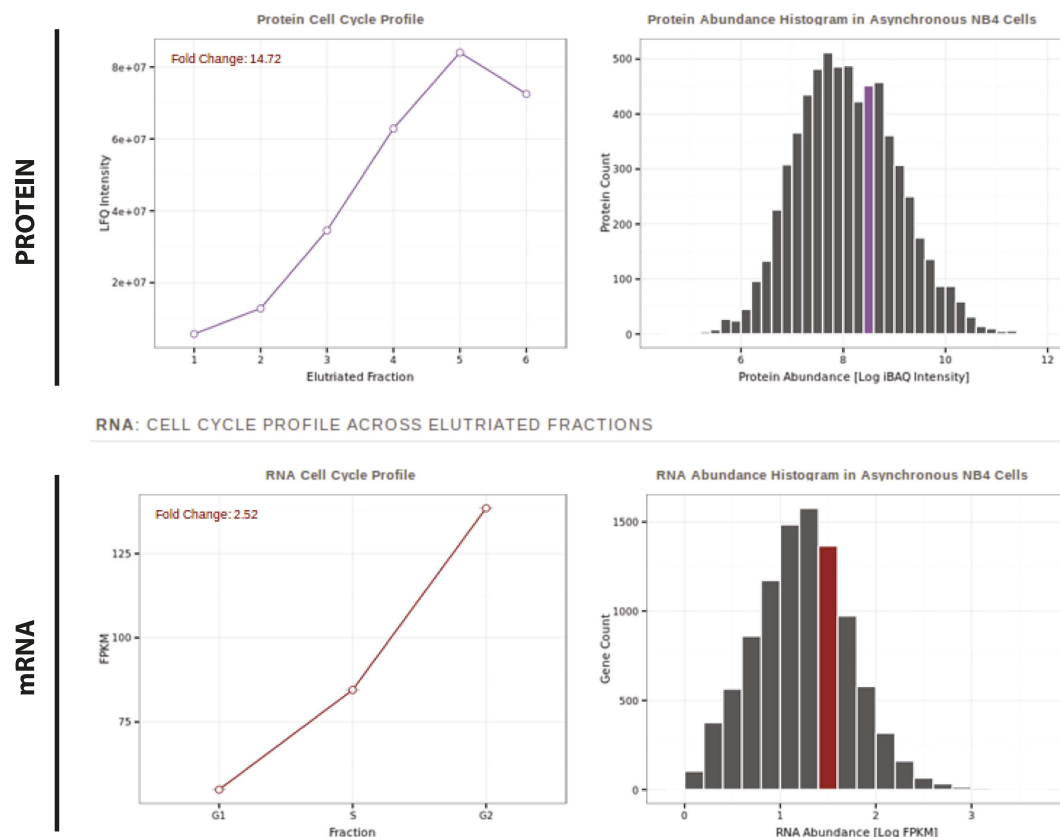 Protein Cell Cycle Profile
Fold Change: 14.72
8e+07
6e+07
4e+07
2e+07
LFQ Intensity
1 2 3 4 5 6
Elutriated Fraction
Protein Abundance Histogram in Asynchronous NB4 Cells
500
400
300
200
100
0
Protein Count
6 8 10 12
Protein Abundance [Log iBAQ Intensity]
PROTEIN
RNA: CELL CYCLE PROFILE ACROSS ELUTRIATED FRACTIONS
RNA Cell Cycle Profile
Fold Change: 2.52
125
100
75
FPKM
G1 S G2
Fraction
RNA Abundance Histogram in Asynchronous NB4 Cells
1500
1000
500
0
Gene Count
0 1 2 3
RNA Abundance [Log FPKM]
mRNA